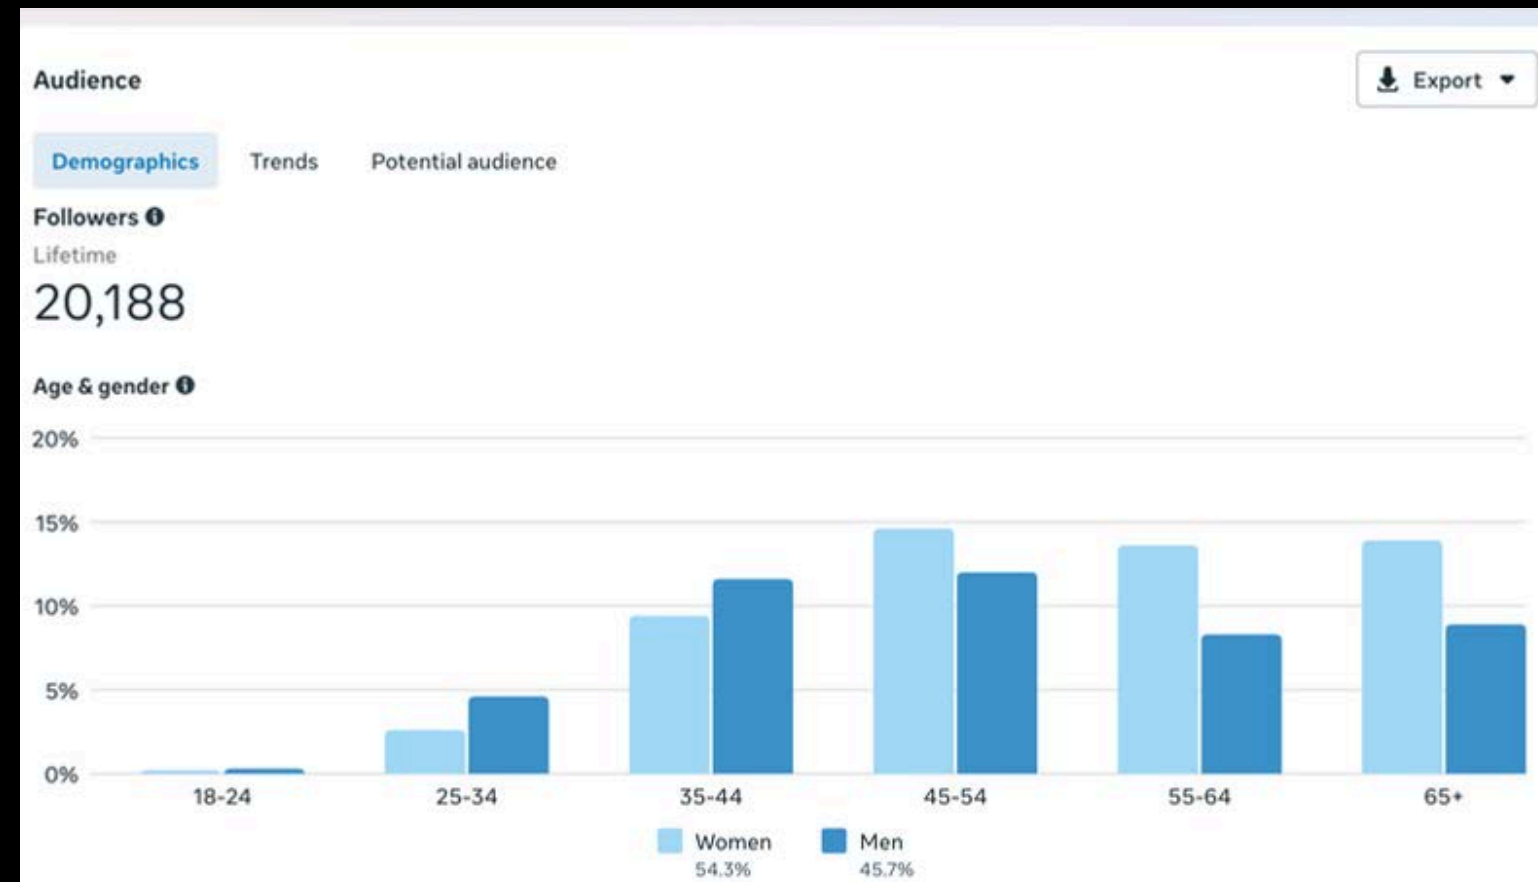 Audience
Export
Demographics Trends Potential audience
Followers
Lifetime
20,188
Age & gender
20%
15%
10%
5%
0%
18-24 25-34 35-44 45-54 55-64 65+
Women Men
54.3% 45.7%